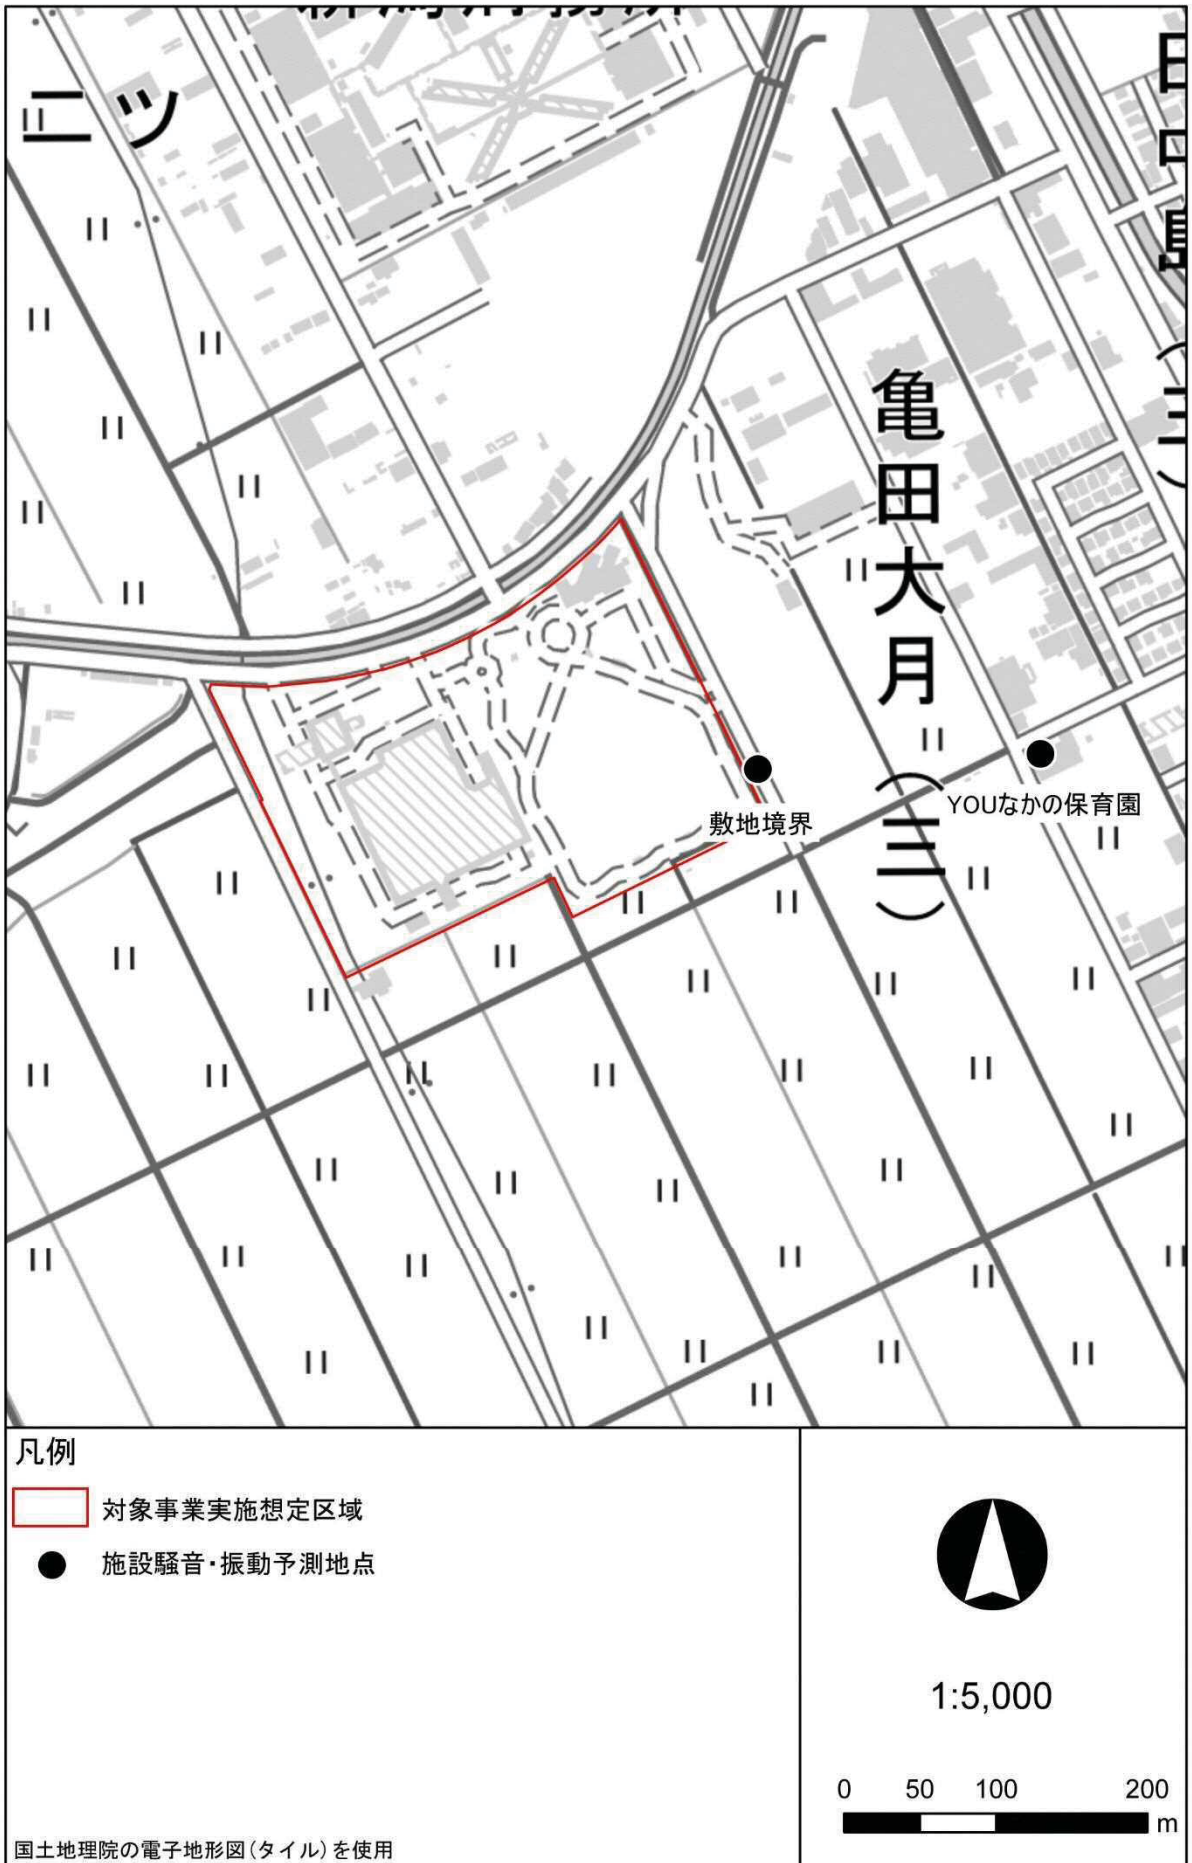 二ツ
亀田大月(三)
敷地境界
YOUなかの保育園
凡例
対象事業実施想定区域
施設騒音・振動予測地点
国土地理院の電子地形図(タイル)を使用
1:5,000
0 50 100 200
m